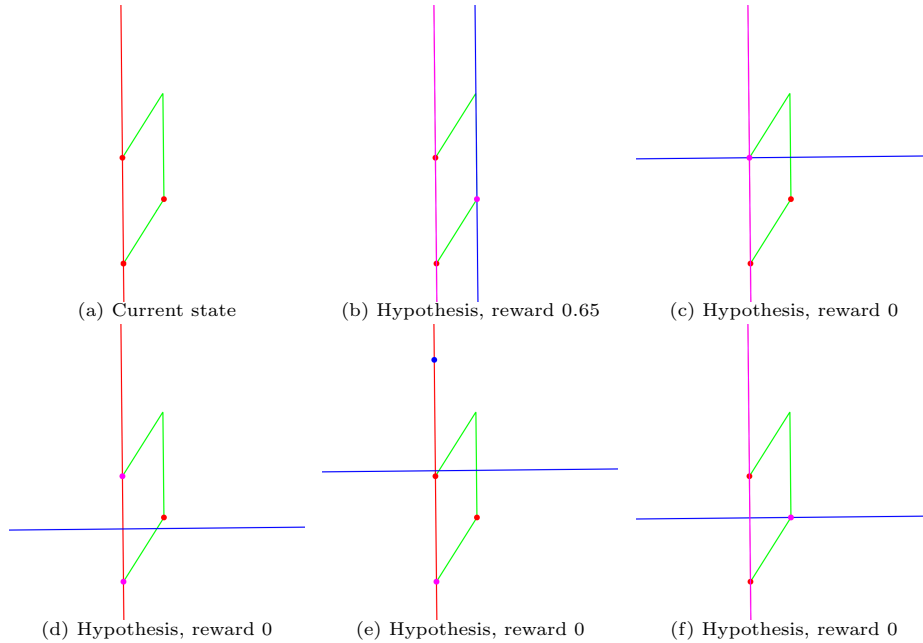 (a) Current state
(b) Hypothesis, reward 0.65
(c) Hypothesis, reward 0
(d) Hypothesis, reward 0
(e) Hypothesis, reward 0
(f) Hypothesis, reward 0